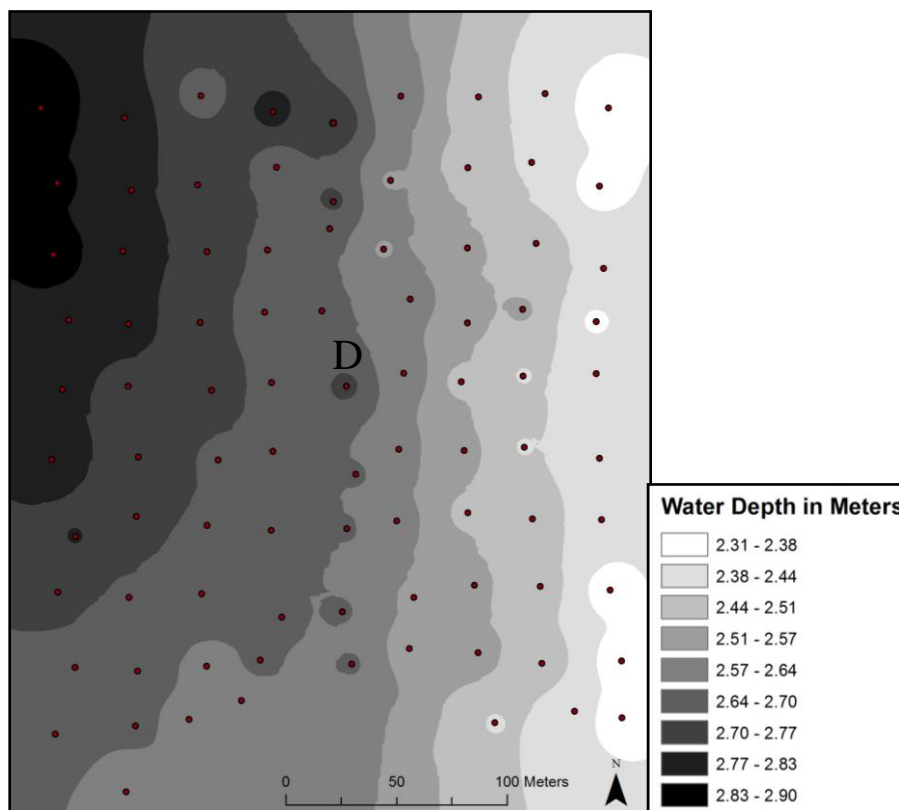 D
N
0 50 100 Meters
Water Depth in Meters
2.31 - 2.38
2.38 - 2.44
2.44 - 2.51
2.51 - 2.57
2.57 - 2.64
2.64 - 2.70
2.70 - 2.77
2.77 - 2.83
2.83 - 2.90